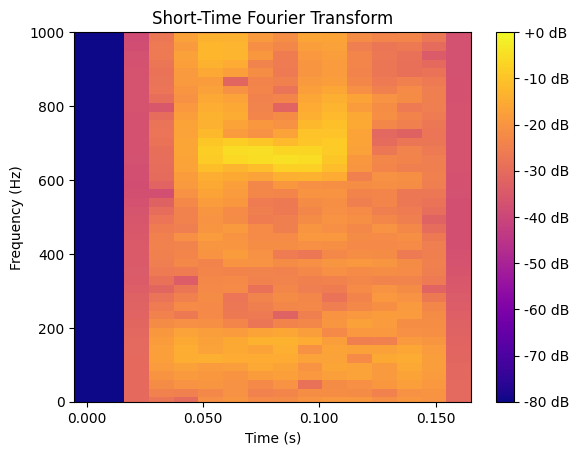 Short-Time Fourier Transform
1000
800
600
400
200
0
Frequency (Hz)
0.000
0.050
0.100
0.150
Time (s)
+0 dB
-10 dB
-20 dB
-30 dB
-40 dB
-50 dB
-60 dB
-70 dB
-80 dB